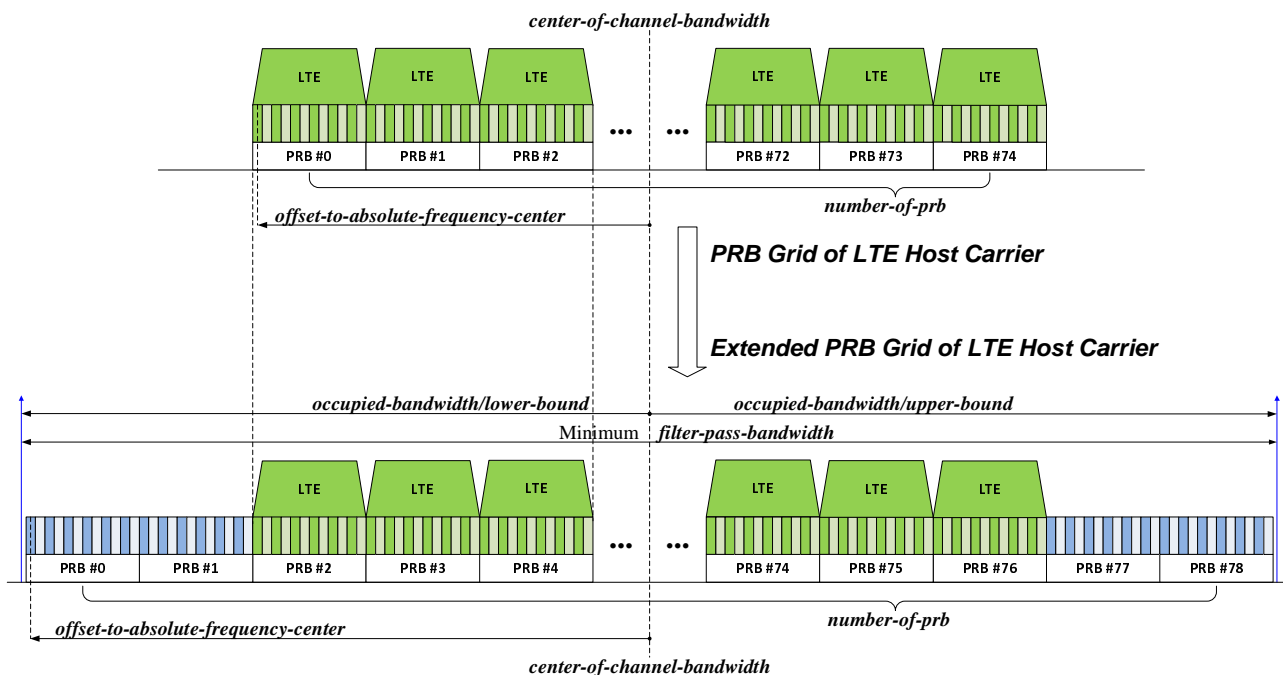 center-of-channel-bandwidth
LTE LTE LTE LTE LTE LTE
... ...
PRB #0 PRB #1 PRB #2 PRB #72 PRB #73 PRB #74
number-of-prb
offset-to-absolute-frequency-center
PRB Grid of LTE Host Carrier
Extended PRB Grid of LTE Host Carrier
occupied-bandwidth/lower-bound occupied-bandwidth/upper-bound
Minimum filter-pass-bandwidth
LTE LTE LTE LTE LTE LTE
... ...
PRB #0 PRB #1 PRB #2 PRB #3 PRB #4 PRB #74 PRB #75 PRB #76 PRB #77 PRB #78
number-of-prb
offset-to-absolute-frequency-center
center-of-channel-bandwidth